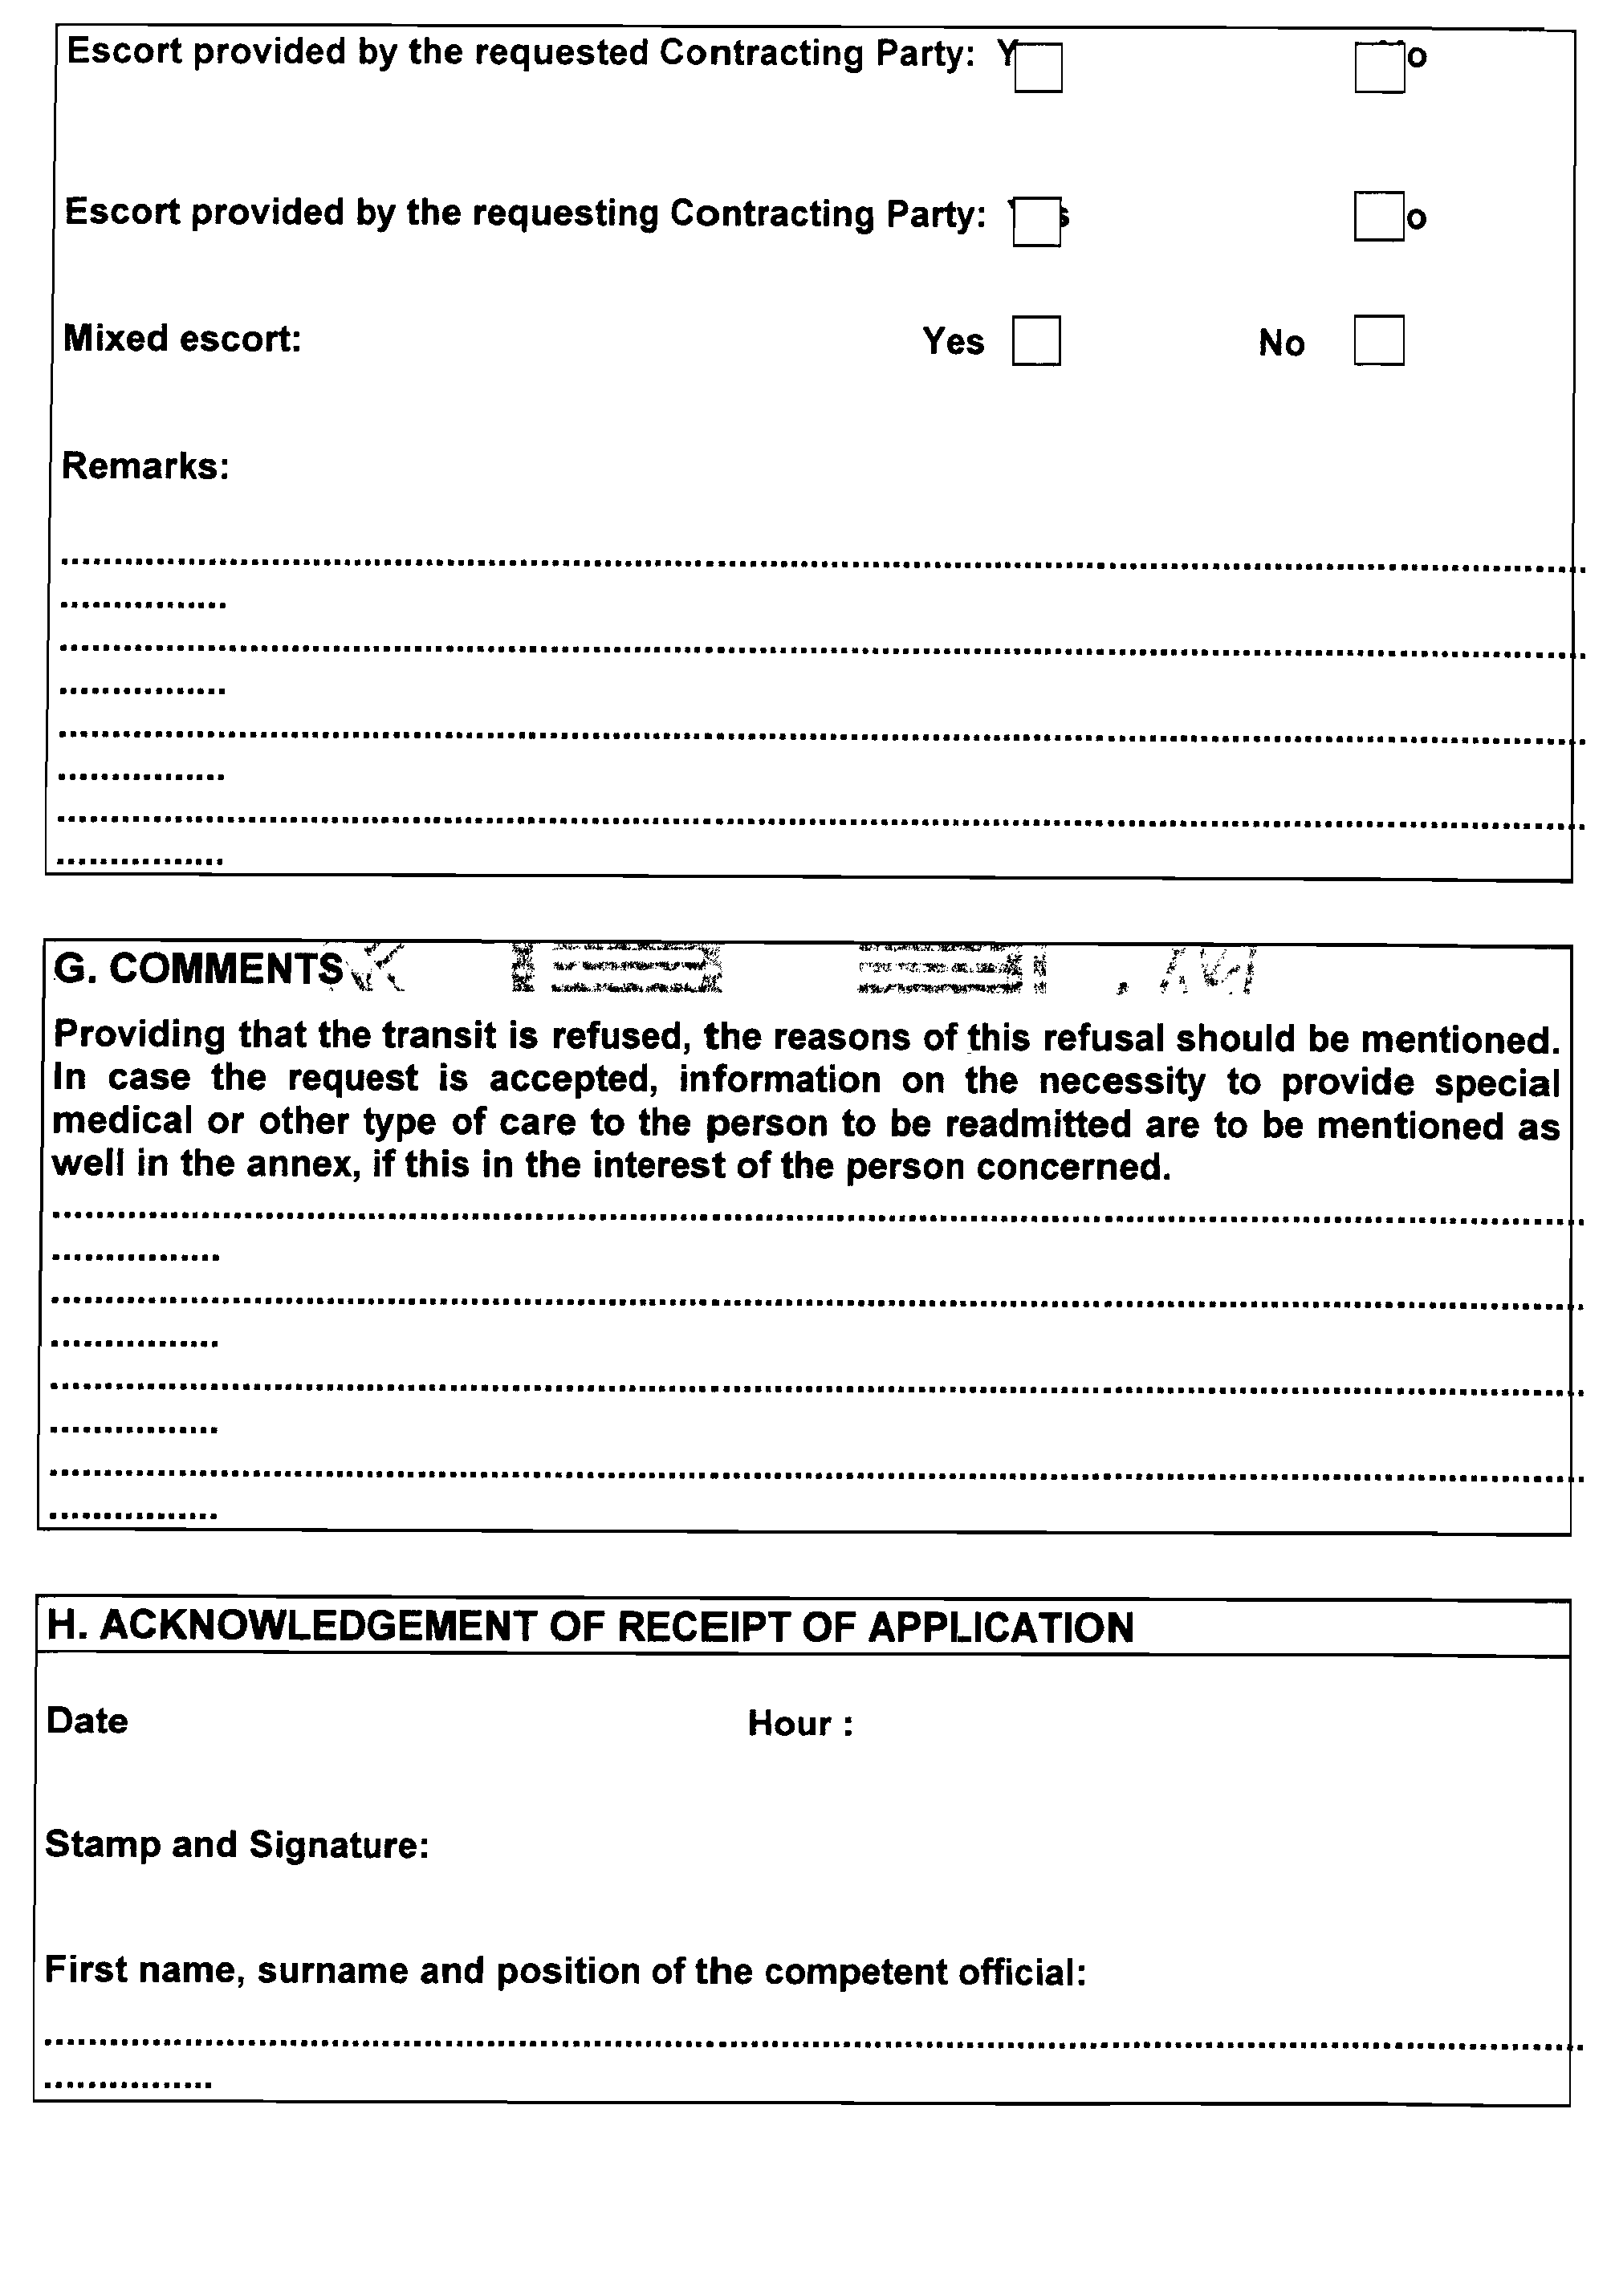 Escort provided by the requested Contracting Party:
Escort provided by the requesting Contracting Party:
Mixed escort: Yes No
Remarks:
................................................................................
................
................................................................................
................
................................................................................
................
................................................................................
................
G. COMMENTS
Providing that the transit is refused, the reasons of this refusal should be mentioned.
In case the request is accepted, information on the necessity to provide special
medical or other type of care to the person to be readmitted are to be mentioned as
well in the annex, if this in the interest of the person concerned.
................................................................................
................
................................................................................
................
................................................................................
................
................................................................................
................
H. ACKNOWLEDGEMENT OF RECEIPT OF APPLICATION
Date Hour :
Stamp and Signature:
First name, surname and position of the competent official:
................................................................................
................